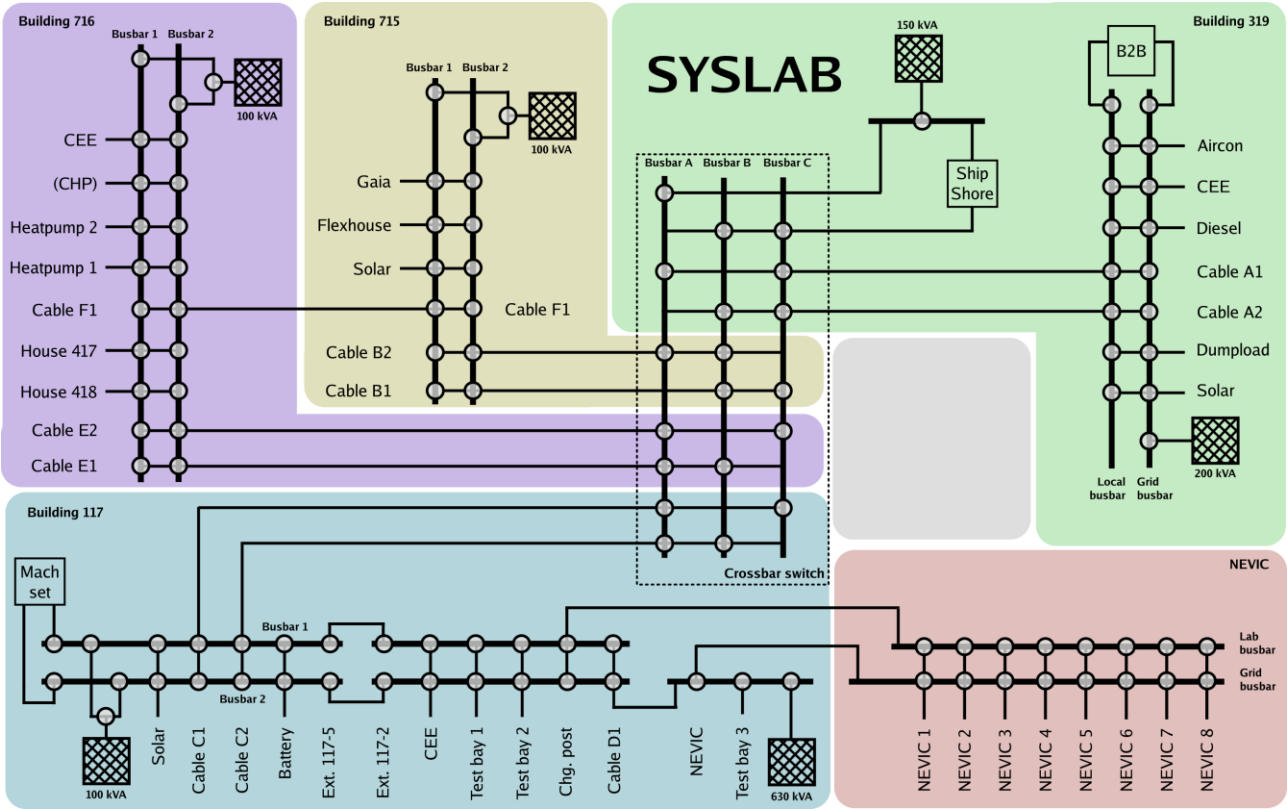 Building 716
Busbar 1
Busbar 2
100 kVA
CEE
(CHP)
Heatpump 2
Heatpump 1
Cable F1
House 417
House 418
Cable E2
Cable E1
Building 715
Busbar 1
Busbar 2
100 kVA
Gaia
Flexhouse
Solar
Cable F1
Cable B2
Cable B1
SYSLAB
150 kVA
Ship
Shore
Busbar A
Busbar B
Busbar C
Crossbar switch
Building 319
B2B
Aircon
CEE
Diesel
Cable A1
Cable A2
Dumpload
Solar
200 kVA
Local
busbar
Grid
busbar
Building 117
Mach
set
Busbar 1
Busbar 2
100 kVA
Solar
Cable C1
Cable C2
Battery
Ext. 117-5
Ext. 117-2
CEE
Test bay 1
Test bay 2
Chg. post
Cable D1
NEVIC
Test bay 3
630 kVA
NEVIC
Lab
busbar
Grid
busbar
NEVIC 1
NEVIC 2
NEVIC 3
NEVIC 4
NEVIC 5
NEVIC 6
NEVIC 7
NEVIC 8